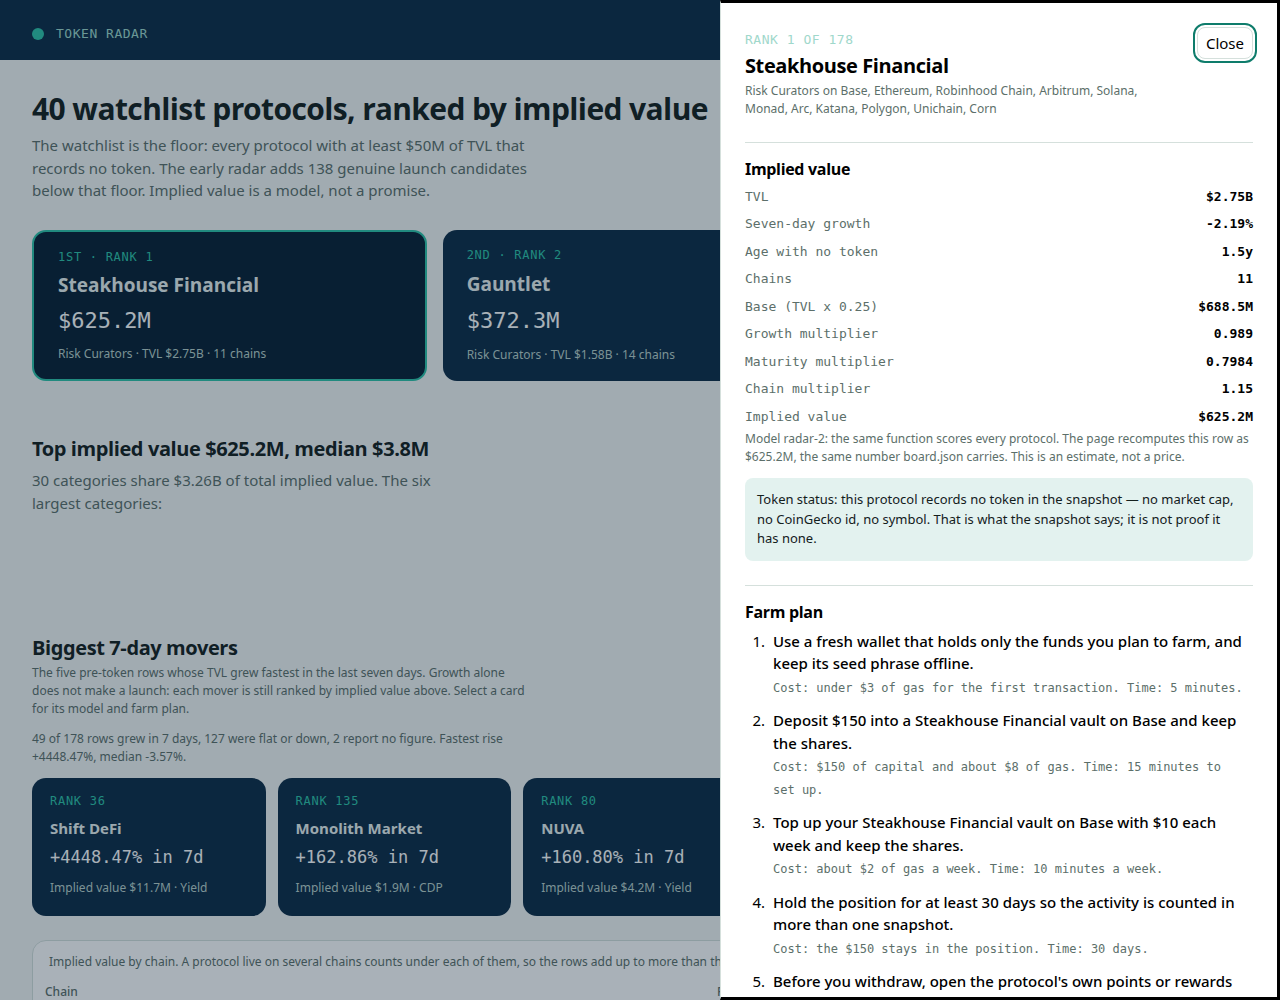 TOKEN RADAR
40 watchlist protocols, ranked by implied value
The watchlist is the floor: every protocol with at least $50M of TVL that
records no token. The early radar adds 138 genuine launch candidates
below that floor. Implied value is a model, not a promise.
1ST · RANK 1
Steakhouse Financial
$625.2M
Risk Curators · TVL $2.75B · 11 chains
2ND · RANK 2
Gauntlet
$372.3M
Risk Curators · TVL $1.58B · 14 chains
Top implied value $625.2M, median $3.8M
30 categories share $3.26B of total implied value. The six
largest categories:
Biggest 7-day movers
The five pre-token rows whose TVL grew fastest in the last seven days. Growth alone
does not make a launch: each mover is still ranked by implied value above. Select a card
for its model and farm plan.
49 of 178 rows grew in 7 days, 127 were flat or down, 2 report no figure. Fastest rise
+4448.47%, median -3.57%.
RANK 36
Shift DeFi
+4448.47% in 7d
Implied value $11.7M · Yield
RANK 135
Monolith Market
+162.86% in 7d
Implied value $1.9M · CDP
RANK 80
NUVA
+160.80% in 7d
Implied value $4.2M · Yield
Implied value by chain. A protocol live on several chains counts under each of them, so the rows add up to more than
Chain
RANK 1 OF 178
Close
Steakhouse Financial
Risk Curators on Base, Ethereum, Robinhood Chain, Arbitrum, Solana,
Monad, Arc, Katana, Polygon, Unichain, Corn
Implied value
TVL $2.75B
Seven-day growth -2.19%
Age with no token 1.5y
Chains 11
Base (TVL x 0.25) $688.5M
Growth multiplier 0.989
Maturity multiplier 0.7984
Chain multiplier 1.15
Implied value $625.2M
Model radar-2: the same function scores every protocol. The page recomputes this row as
$625.2M, the same number board.json carries. This is an estimate, not a price.
Token status: this protocol records no token in the snapshot — no market cap,
no CoinGecko id, no symbol. That is what the snapshot says; it is not proof it
has none.
Farm plan
1. Use a fresh wallet that holds only the funds you plan to farm, and
keep its seed phrase offline.
Cost: under $3 of gas for the first transaction. Time: 5 minutes.
2. Deposit $150 into a Steakhouse Financial vault on Base and keep
the shares.
Cost: $150 of capital and about $8 of gas. Time: 15 minutes to
set up.
3. Top up your Steakhouse Financial vault on Base with $10 each
week and keep the shares.
Cost: about $2 of gas a week. Time: 10 minutes a week.
4. Hold the position for at least 30 days so the activity is counted in
more than one snapshot.
Cost: the $150 stays in the position. Time: 30 days.
5. Before you withdraw, open the protocol's own points or rewards